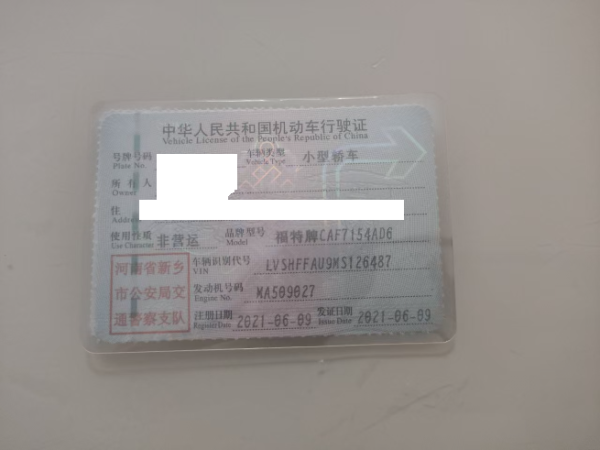 中华人民共和国机动车行驶证
Vehicle License of the People's Republic of China
号牌号码 车辆类型 小型轿车
Plate No. Vehicle Type
所有人
Owner
住
Address
使用性质 非营运 品牌型号 福特牌CAF7154AD6
Use Character Model
河南省新乡
市公安局交
通警察支队
车辆识别代号 LVSHFFAU9MS126487
VIN
发动机号码 MA509027
Engine No.
注册日期 2021-06-09 发证日期 2021-06-09
Register Date Issue Date